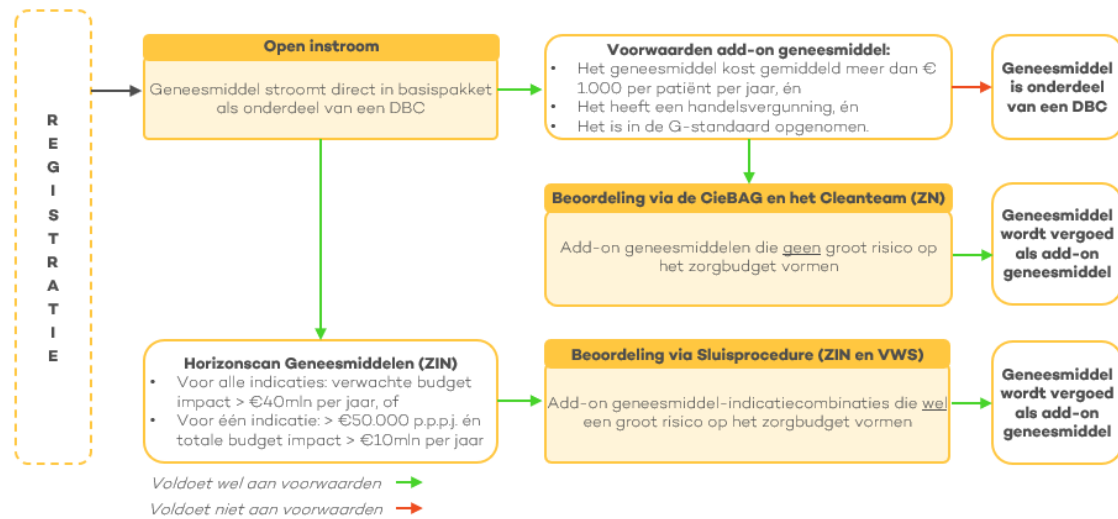 REGISTRATIE
Open instroom
Geneesmiddel stroomt direct in basispakket
als onderdeel van een DBC
Voorwaarden add-on geneesmiddel:
• Het geneesmiddel kost gemiddeld meer dan €
1.000 per patiënt per jaar, én
• Het heeft een handelsvergunning, én
• Het is in de G-standaard opgenomen.
Geneesmiddel
is onderdeel
van een DBC
Beoordeling via de CieBAG en het Cleanteam (ZN)
Add-on geneesmiddelen die geen groot risico op
het zorgbudget vormen
Geneesmiddel
wordt vergoed
als add-on
geneesmiddel
Horizonscan Geneesmiddelen (ZIN)
• Voor alle indicaties: verwachte budget
impact > €40mln per jaar, of
• Voor één indicatie: > €50.000 p.p.p.j. én
totale budget impact > €10mln per jaar
Beoordeling via Sluisprocedure (ZIN en VWS)
Add-on geneesmiddel-indicatiecombinaties die wel
een groot risico op het zorgbudget vormen
Geneesmiddel
wordt vergoed
als add-on
geneesmiddel
Voldoet wel aan voorwaarden
Voldoet niet aan voorwaarden